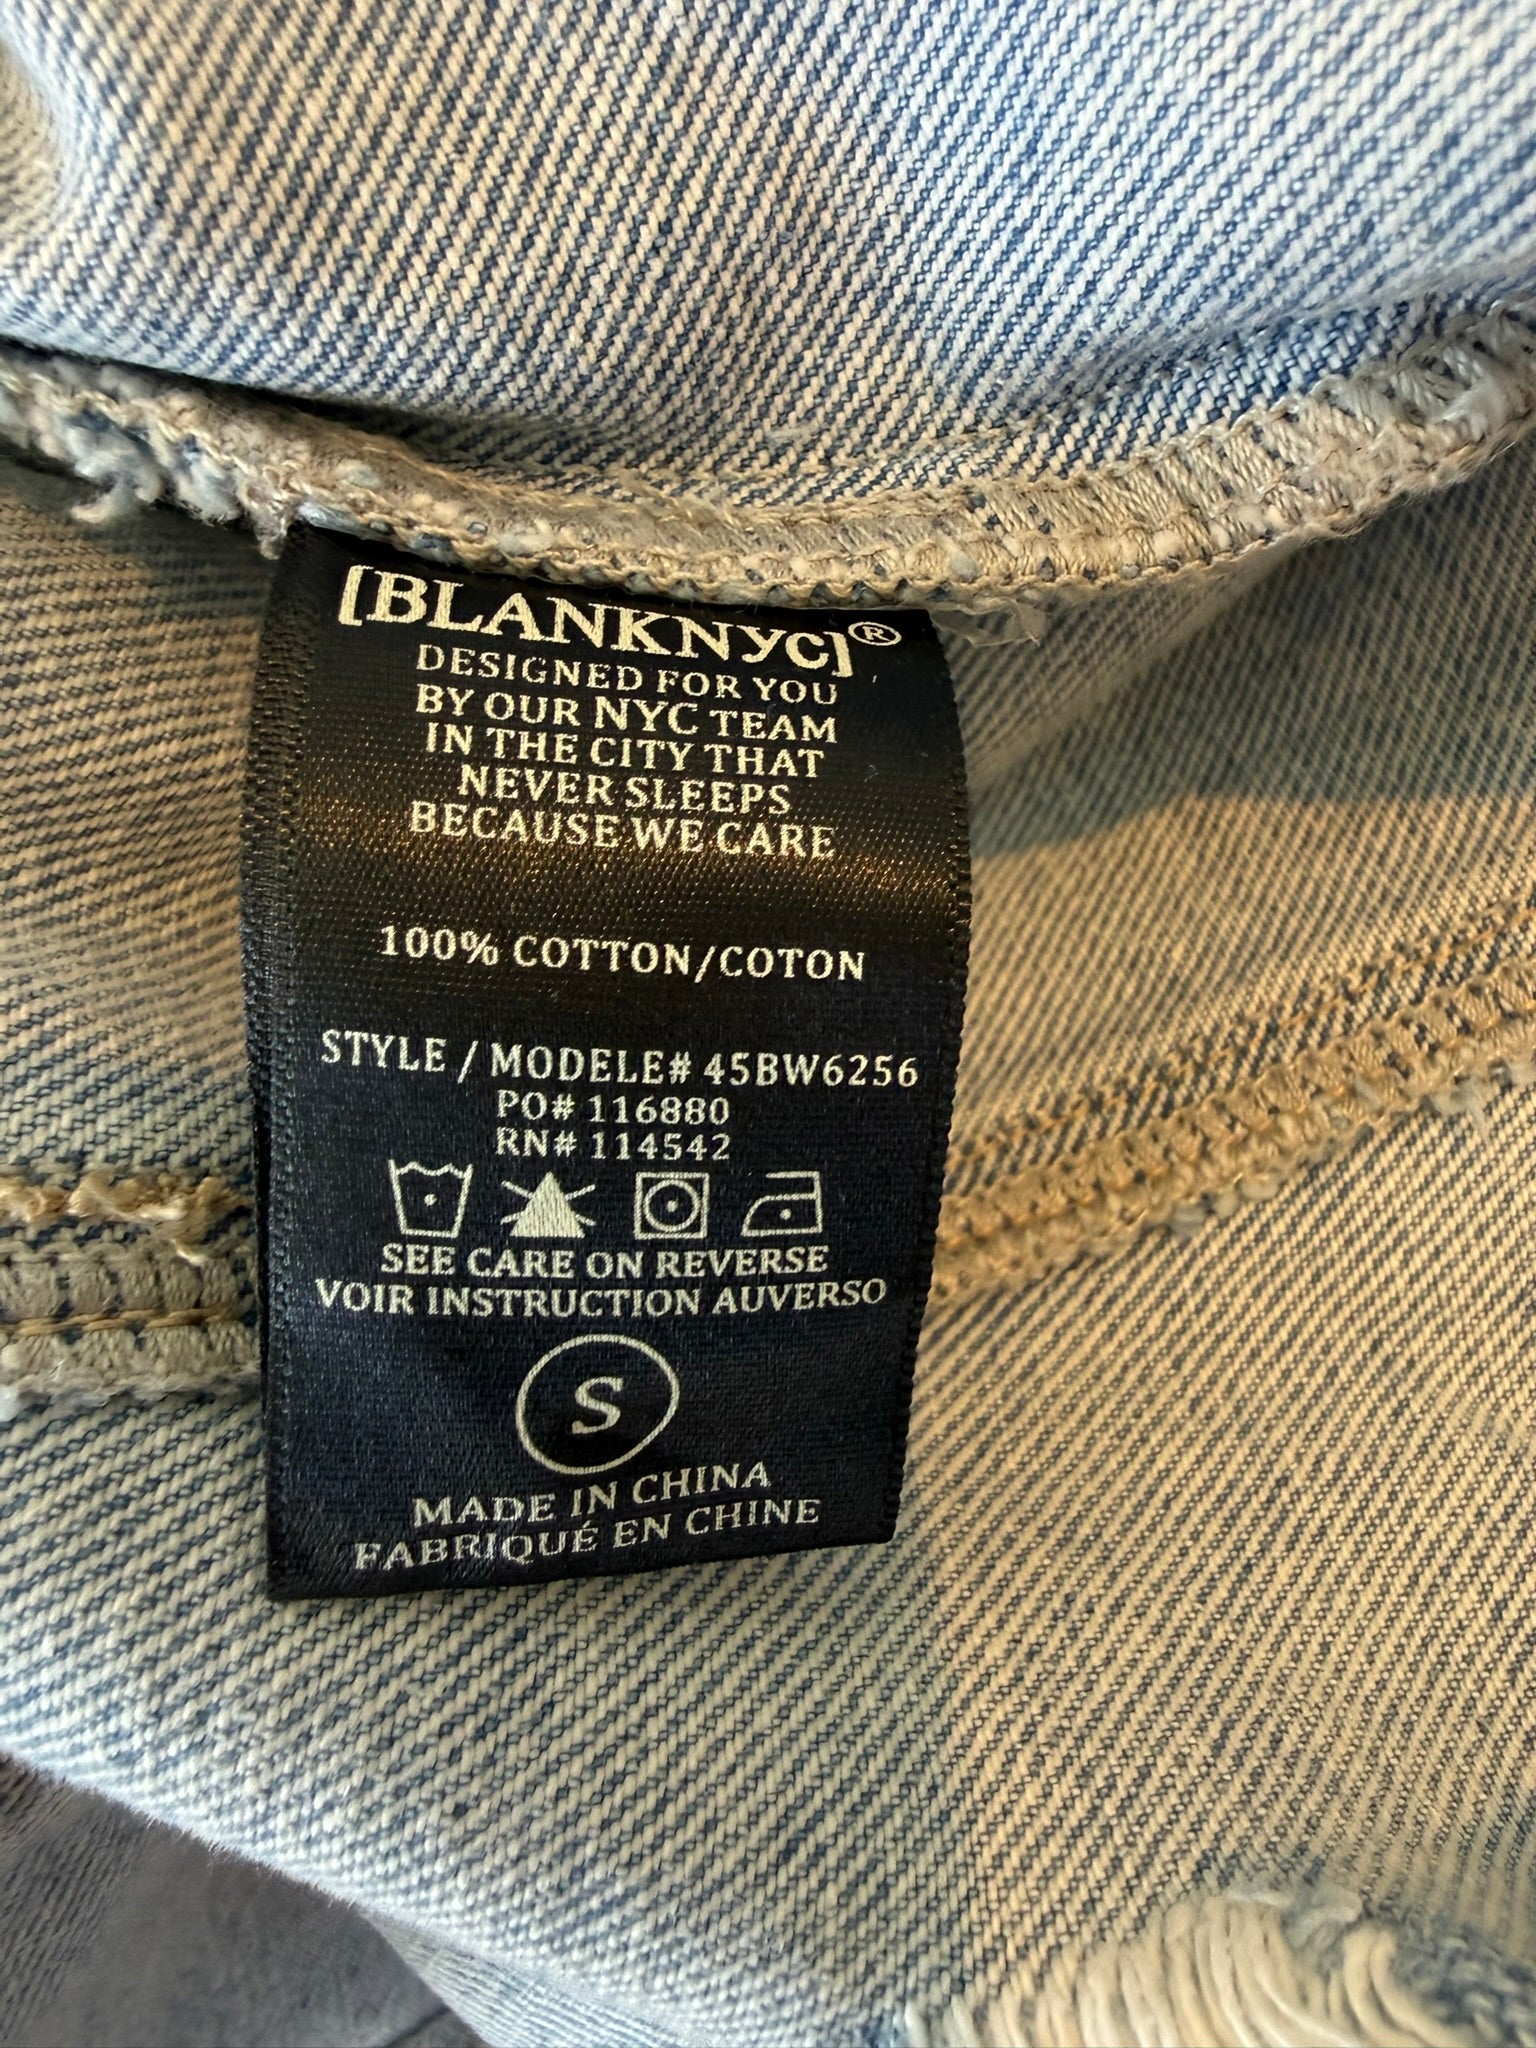 [BLANKNYC]®
DESIGNED FOR YOU
BY OUR NYC TEAM
IN THE CITY THAT
NEVER SLEEPS
BECAUSE WE CARE
100% COTTON/COTON
STYLE / MODELE# 45BW6256
PO# 116880
RN# 114542
SEE CARE ON REVERSE
VOIR INSTRUCTION AUVERSO
S
MADE IN CHINA
FABRIQUÉ EN CHINE